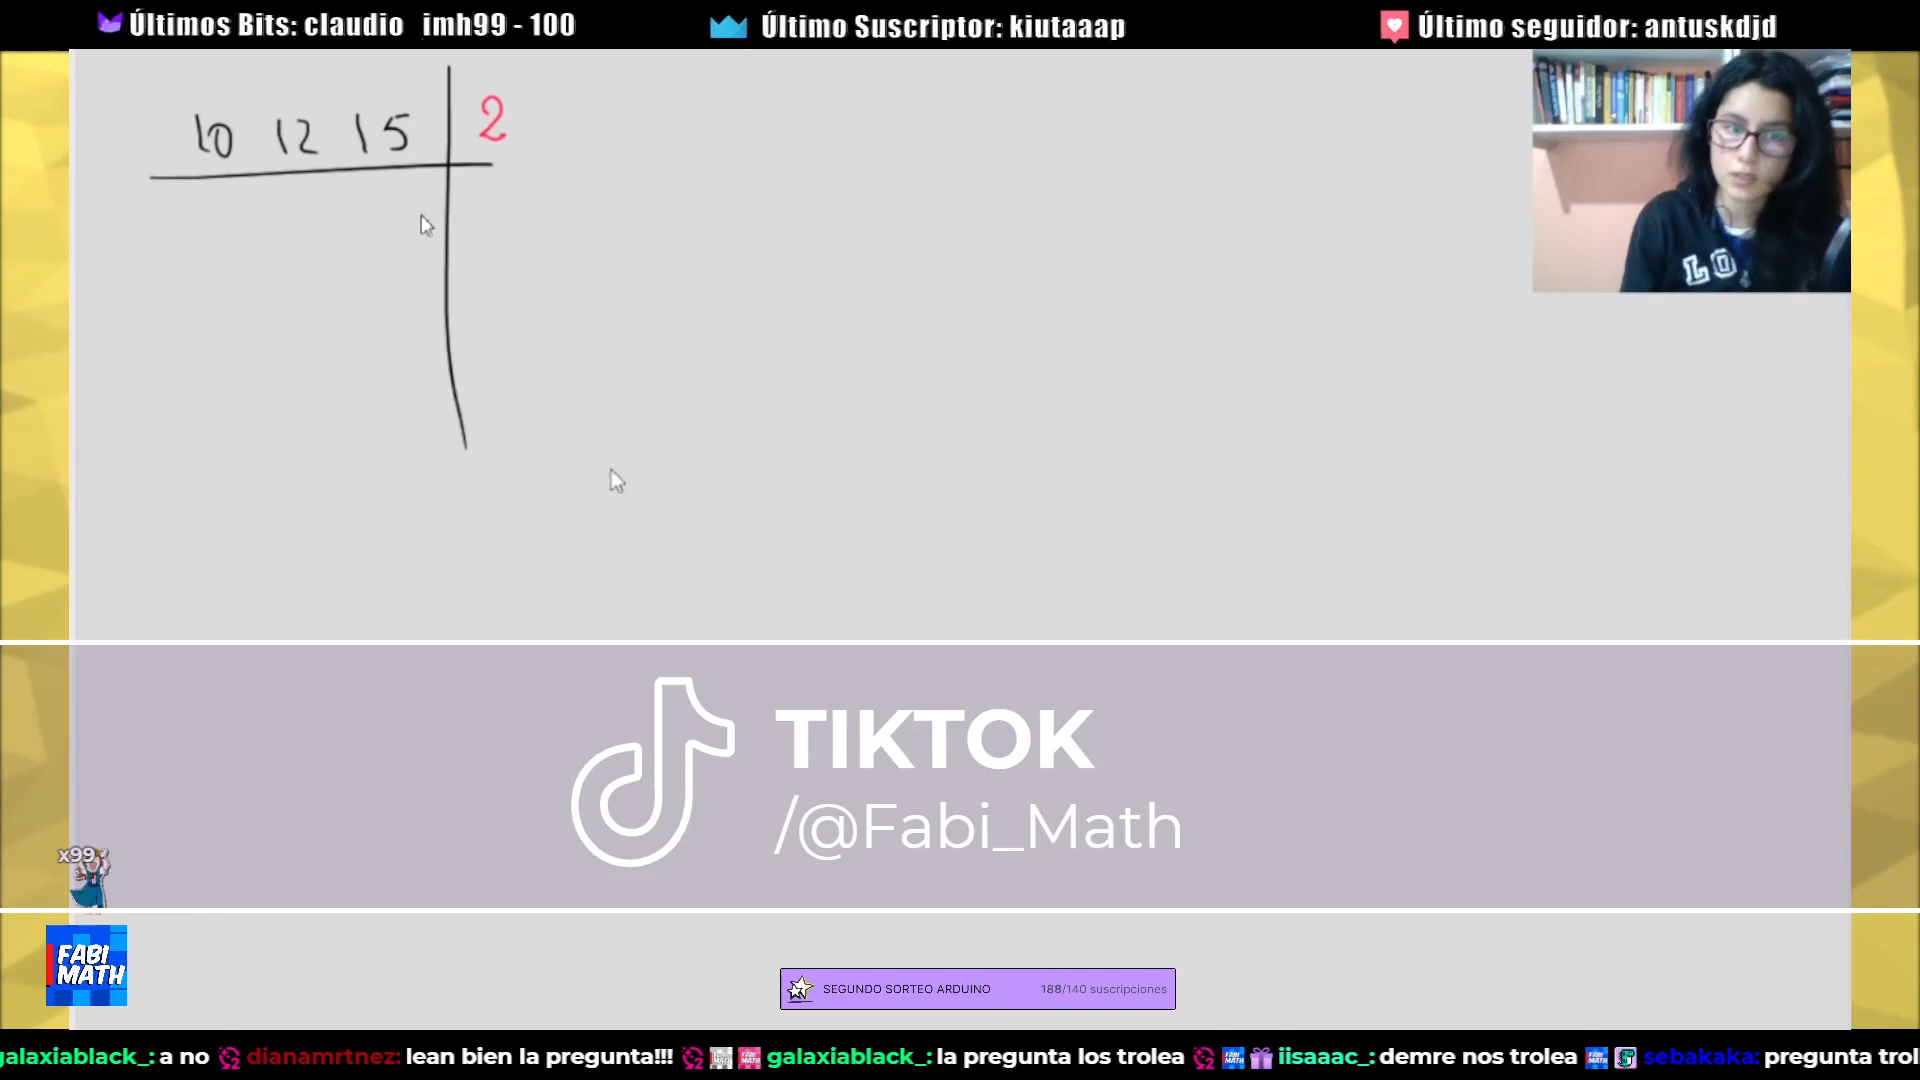 Últimos Bits: claudio imh99 - 100
Último Suscriptor: kiutaaap
Último seguidor: antuskdjd
10 12 15 2
LO
TIKTOK
/@Fabi_Math
x99
FABI
MATH
SEGUNDO SORTEO ARDUINO 188/140 suscripciones
galaxiablack_: a no dianamrtnez: lean bien la pregunta!!! galaxiablack_: la pregunta los trolea iisaaac_: demre nos trolea sebakaka: pregunta trol